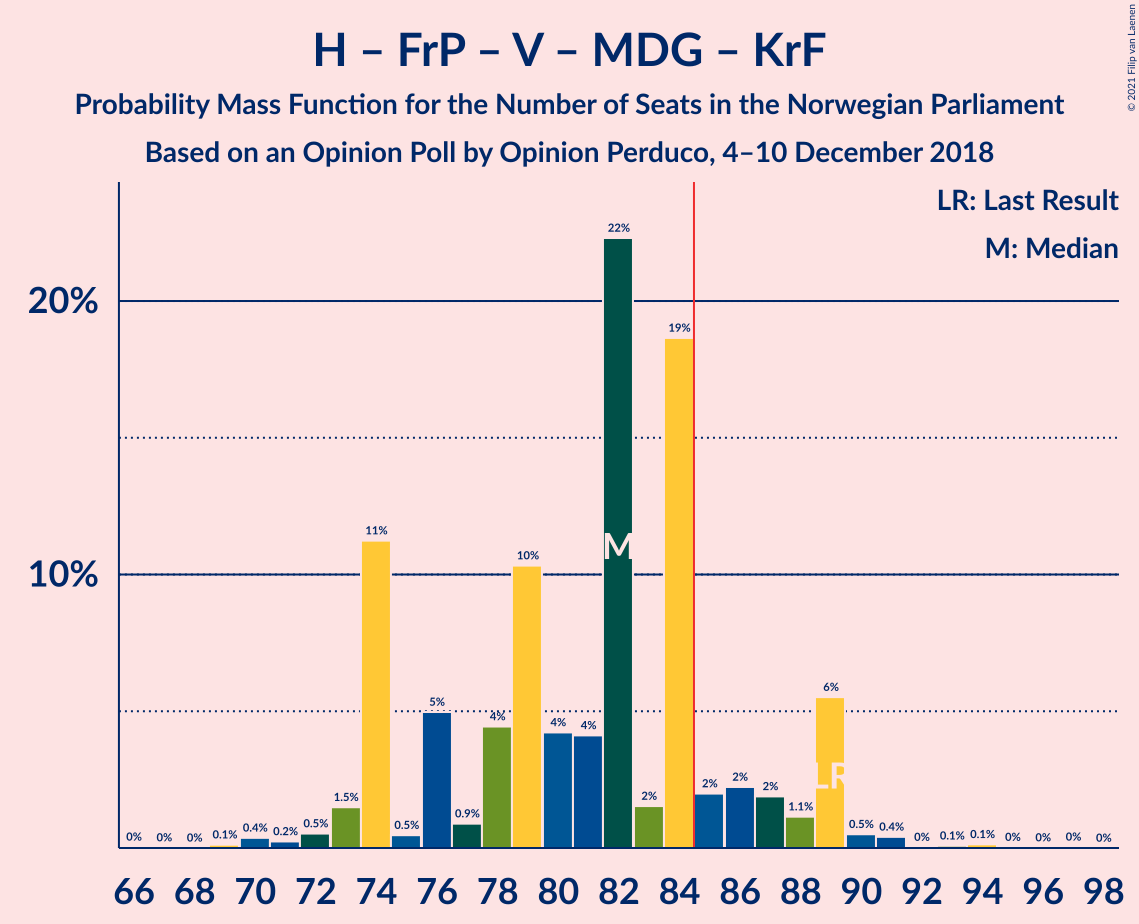 H – FrP – V – MDG – KrF
Probability Mass Function for the Number of Seats in the Norwegian Parliament
Based on an Opinion Poll by Opinion Perduco, 4–10 December 2018
© 2021 Filip van Laenen
LR: Last Result
M: Median
20%
10%
0% 0% 0% 0.1% 0.4% 0.2% 0.5% 1.5% 11% 0.5% 5% 0.9% 4% 10% 4% 4% 22% 2% 19% 2% 2% 2% 1.1% 6% 0.5% 0.4% 0% 0.1% 0.1% 0% 0% 0% 0%
M
LR
66 68 70 72 74 76 78 80 82 84 86 88 90 92 94 96 98